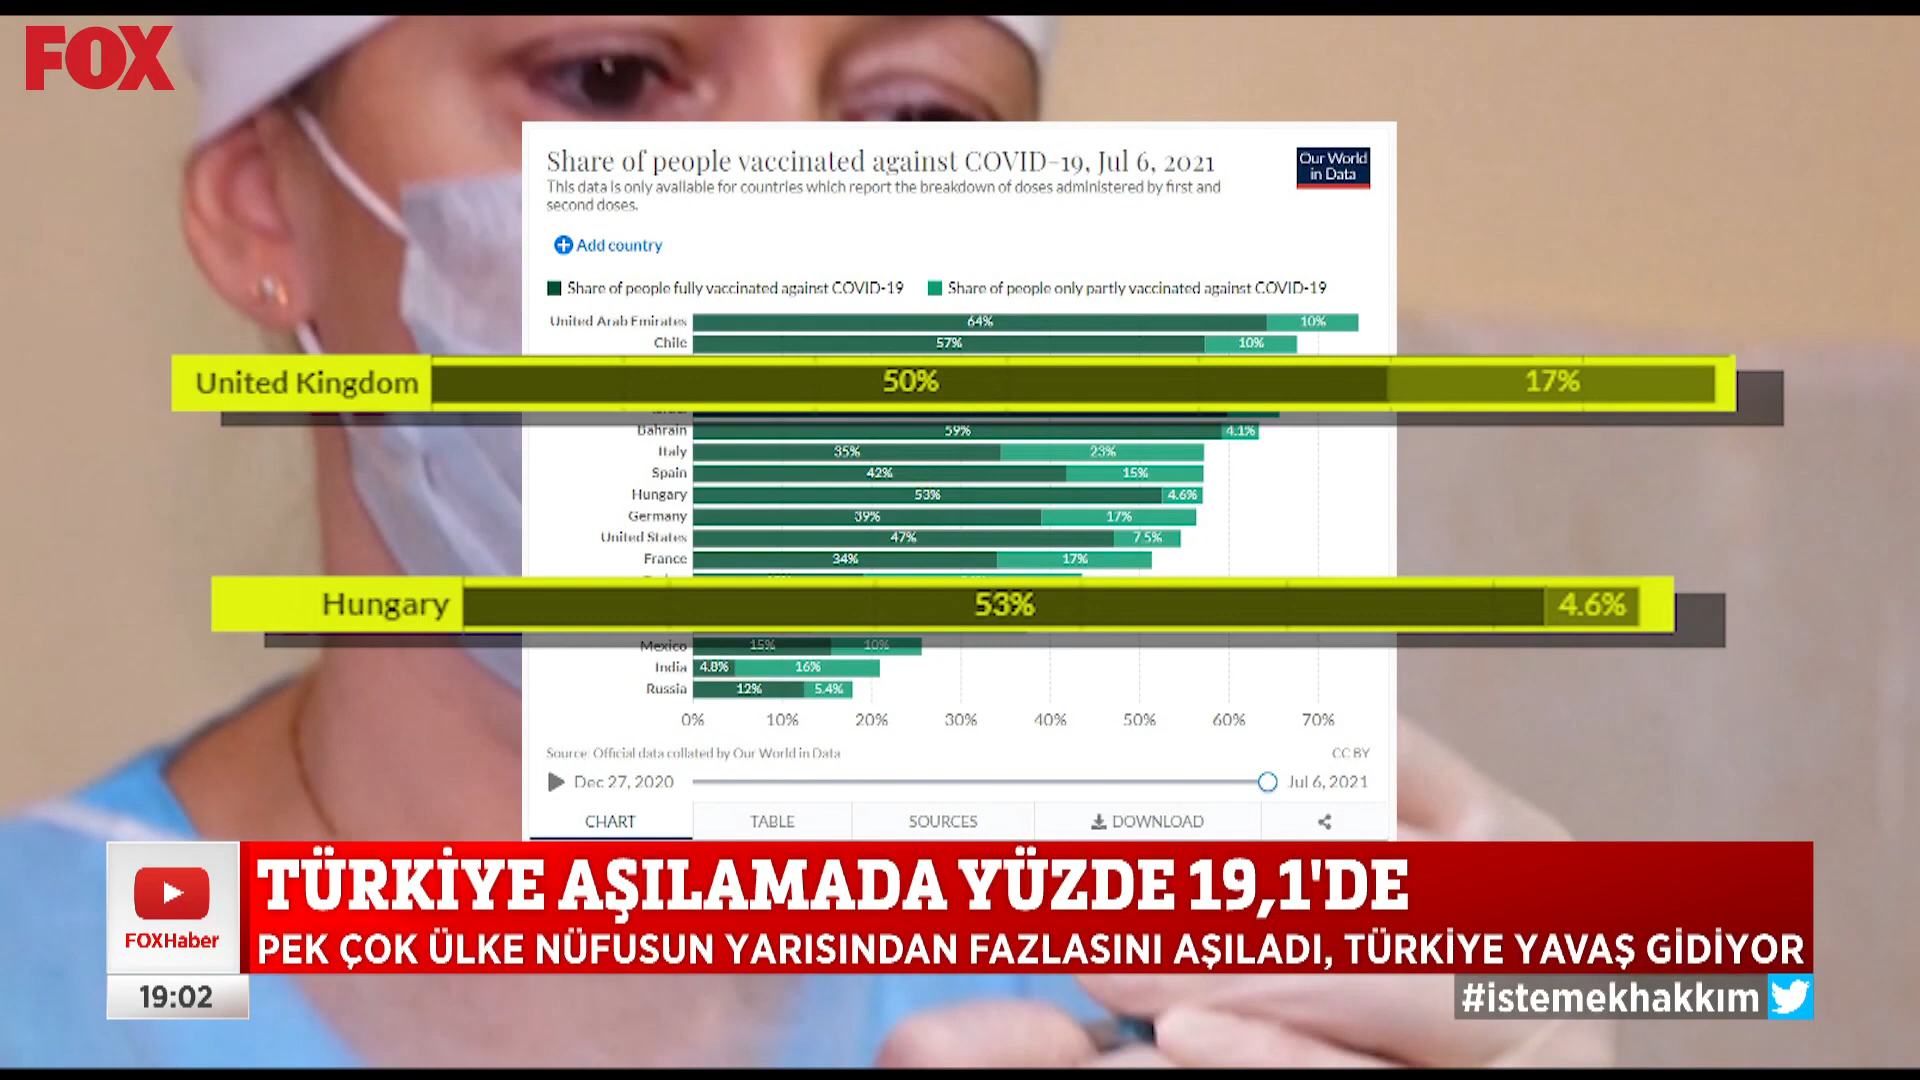 FOX
Share of people vaccinated against COVID-19, Jul 6, 2021
Our World
in Data
This data is only available for countries which report the breakdown of doses administered by first and
second doses.
Add country
Share of people fully vaccinated against COVID-19
Share of people only partly vaccinated against COVID-19
United Arab Emirates 64% 10%
Chile 57% 10%
United Kingdom 50% 17%
Bahrain 59% 4.1%
Italy 35% 23%
Spain 42% 15%
Hungary 53% 4.6%
Germany 39% 17%
United States 47% 7.5%
France 34% 17%
Hungary 53% 4.6%
Mexico 15% 10%
India 4.8% 16%
Russia 12% 5.4%
0% 10% 20% 30% 40% 50% 60% 70%
Source: Official data collated by Our World in Data CC BY
Dec 27, 2020 Jul 6, 2021
CHART TABLE SOURCES DOWNLOAD
TÜRKİYE AŞILAMADA YÜZDE 19,1'DE
FOXHaber
PEK ÇOK ÜLKE NÜFUSUN YARISINDAN FAZLASINI AŞILADI, TÜRKİYE YAVAŞ GİDİYOR
19:02
#istemekhakkım